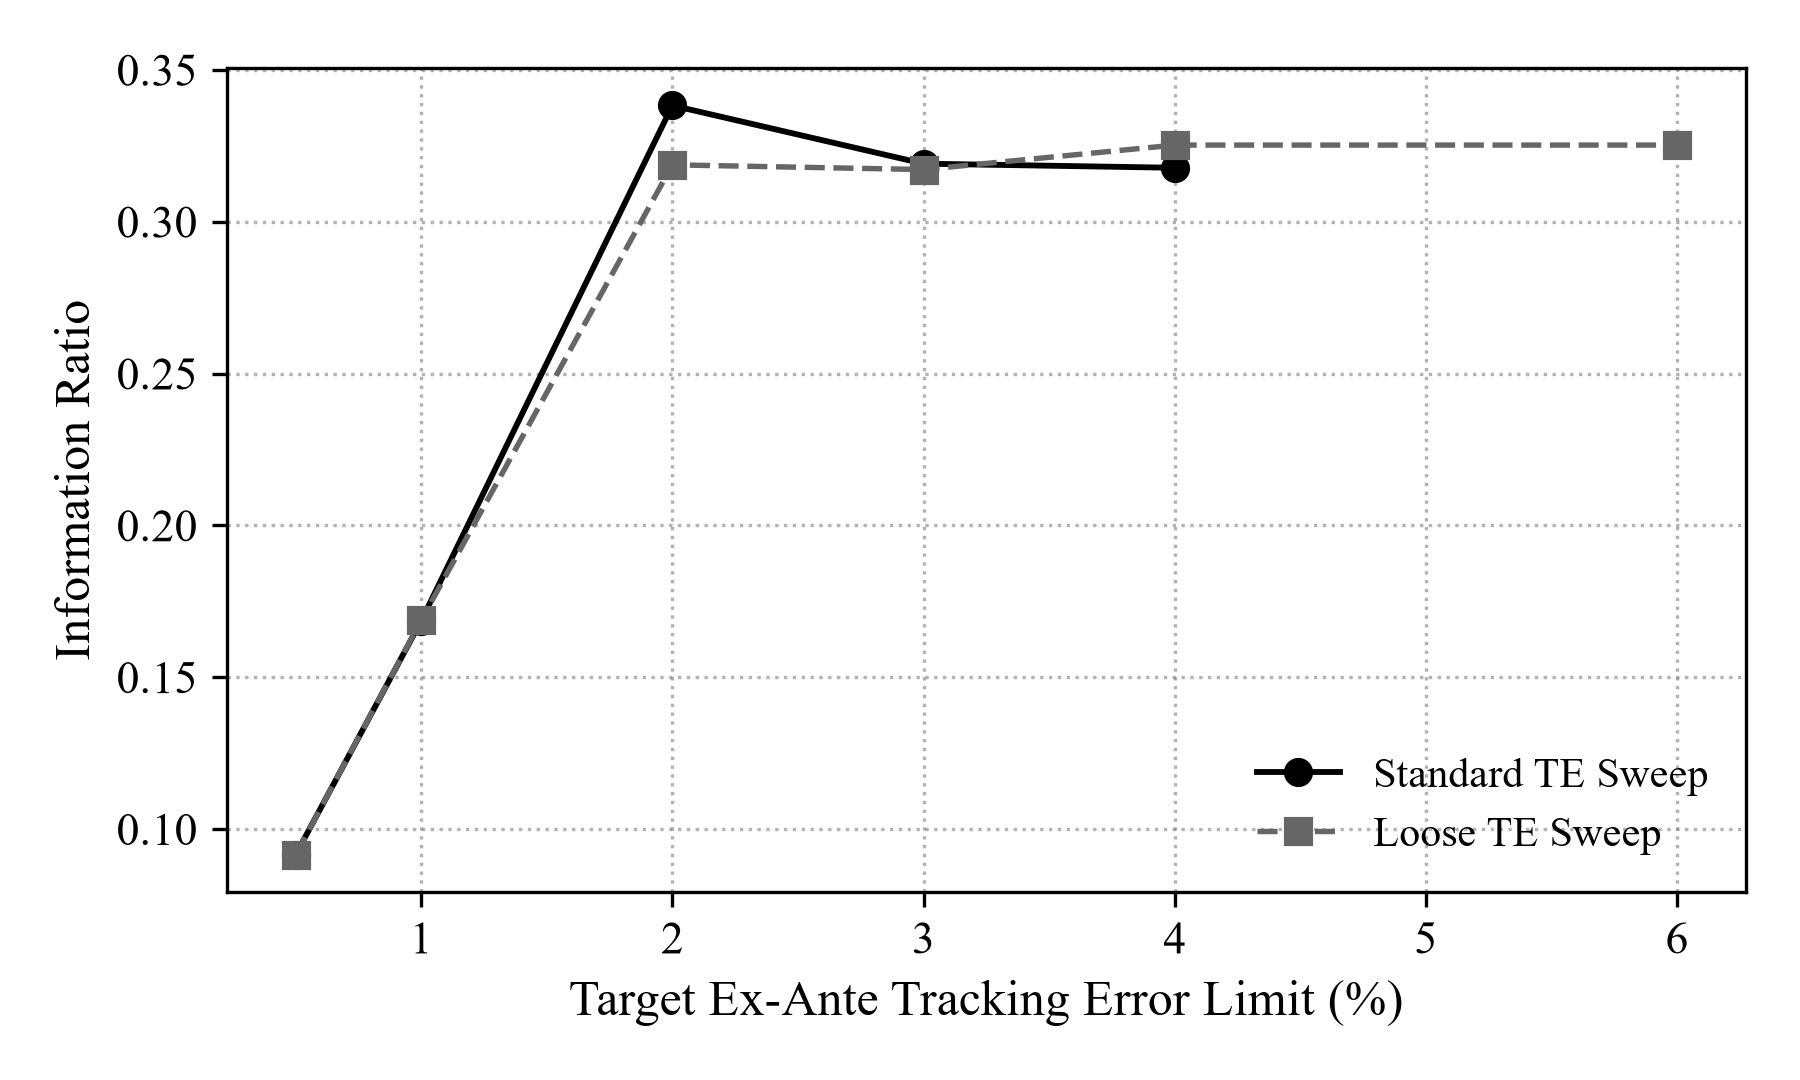 0.35
0.30
0.25
0.20
0.15
0.10
Information Ratio
Standard TE Sweep
Loose TE Sweep
1 2 3 4 5 6
Target Ex-Ante Tracking Error Limit (%)